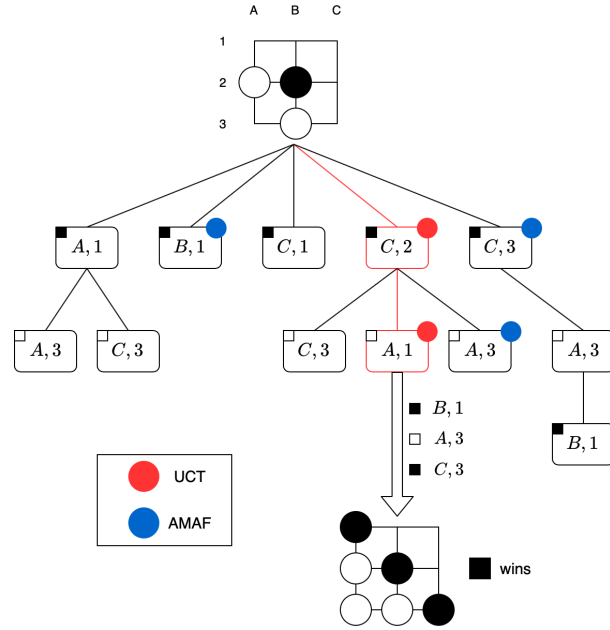 A B C
1
2
3
A, 1
B, 1
C, 1
C, 2
C, 3
A, 3
C, 3
C, 3
A, 1
A, 3
A, 3
B, 1
B, 1
A, 3
C, 3
UCT
AMAF
wins